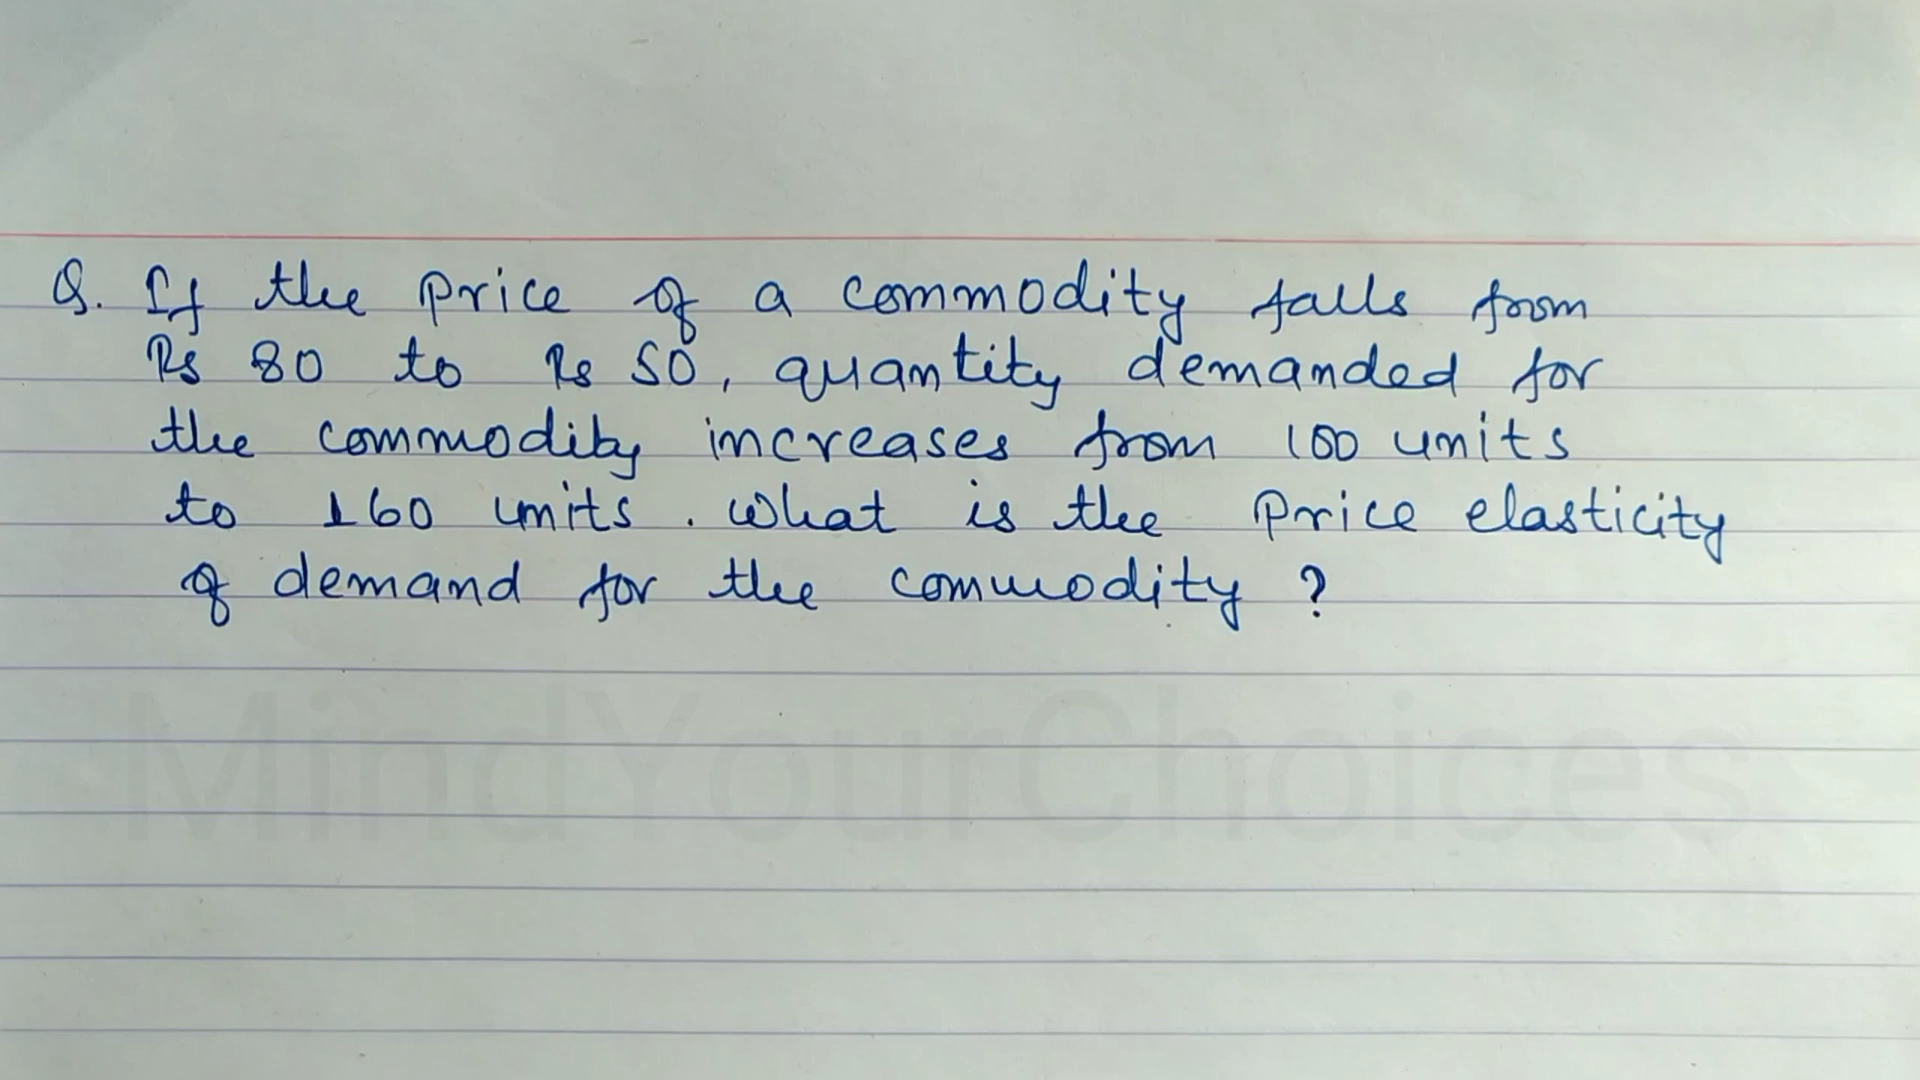 Q. If the price of a commodity falls from
Rs 80 to Rs 50, quantity demanded for
the commodity increases from 100 units
to 160 units. What is the price elasticity
of demand for the commodity ?
MindYourChoices